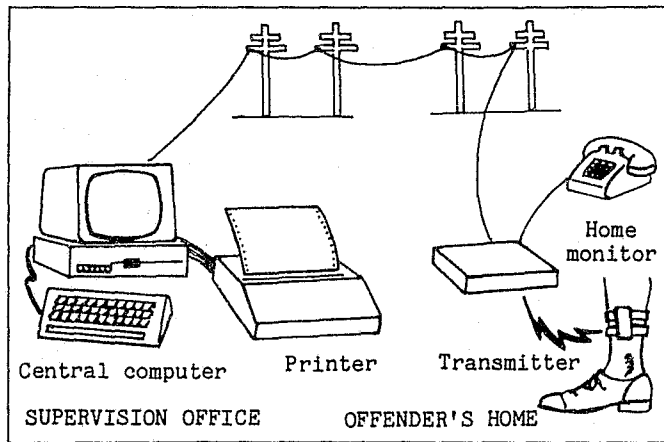 Home
monitor
Central computer
Printer
Transmitter
SUPERVISION OFFICE
OFFENDER'S HOME